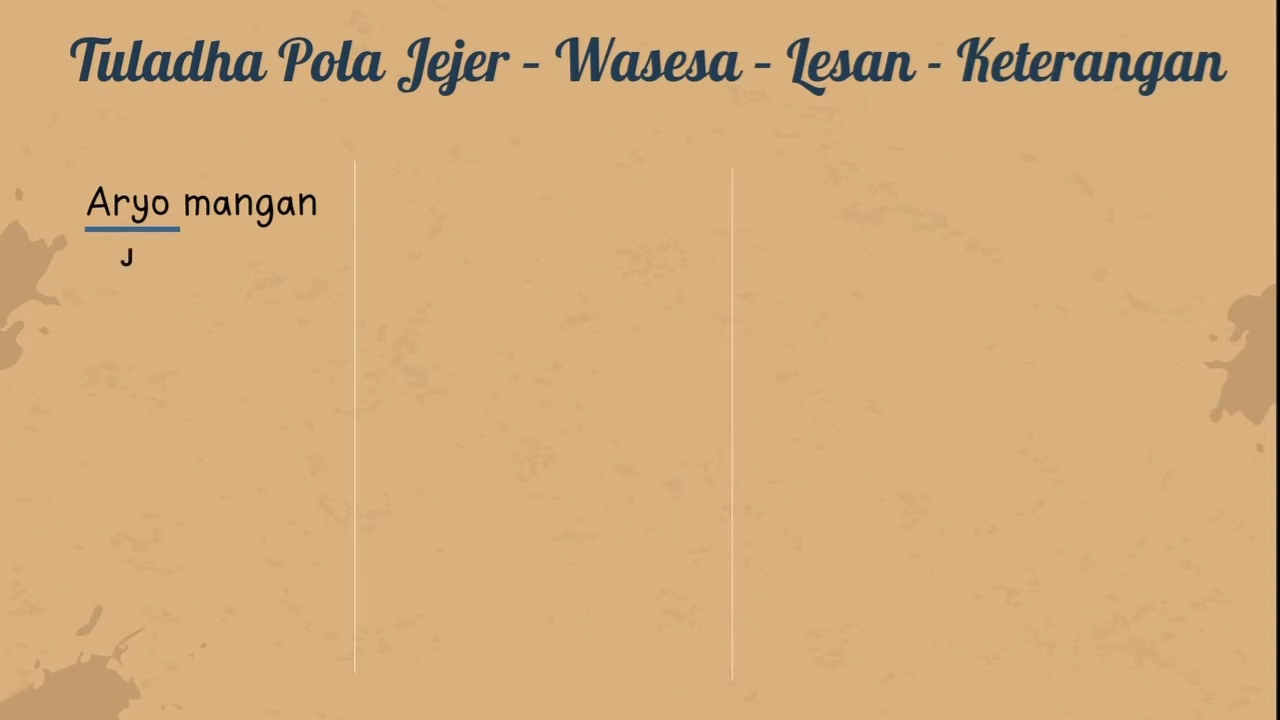 Tuladha Pola Jejer – Wasesa – Lesan - Keterangan
Aryo mangan
J